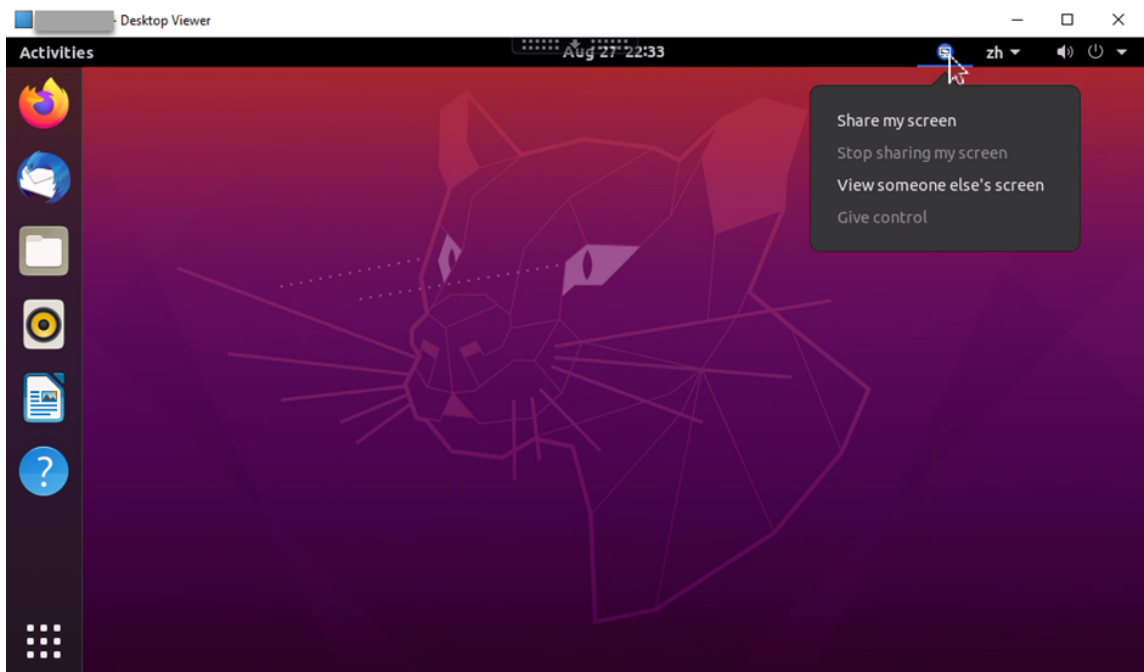 - Desktop Viewer
Activities
Aug 27 22:33
zh
Share my screen
Stop sharing my screen
View someone else's screen
Give control
?